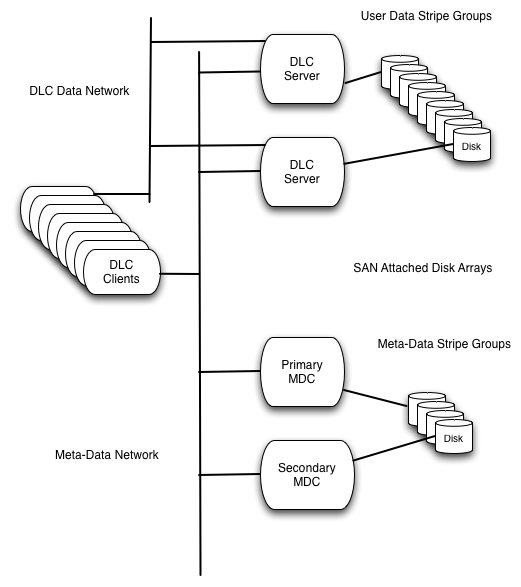 User Data Stripe Groups
DLC
Server
DLC Data Network
Disk
DLC
Server
DLC
Clients
SAN Attached Disk Arrays
Meta-Data Stripe Groups
Primary
MDC
Disk
Meta-Data Network
Secondary
MDC